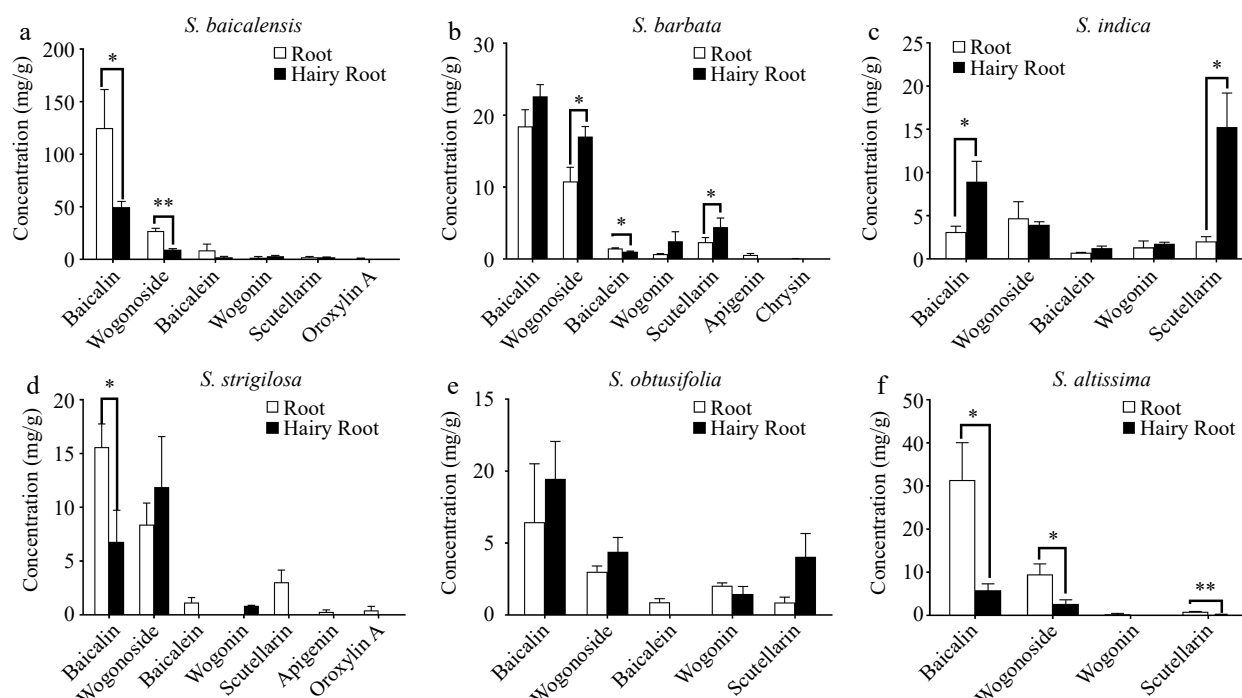 a
S. baicalensis
Concentration (mg/g)
200
150
100
50
0
Root
Hairy Root
*
**
Baicalin
Wogonoside
Baicalein
Wogonin
Scutellarin
Oroxylin A
b
S. barbata
Concentration (mg/g)
30
20
10
0
Root
Hairy Root
*
*
*
Baicalin
Wogonoside
Baicalein
Wogonin
Scutellarin
Apigenin
Chrysin
c
S. indica
Concentration (mg/g)
25
20
15
10
5
0
Root
Hairy Root
*
*
Baicalin
Wogonoside
Baicalein
Wogonin
Scutellarin
d
S. strigilosa
Concentration (mg/g)
20
15
10
5
0
Root
Hairy Root
*
Baicalin
Wogonoside
Baicalein
Wogonin
Scutellarin
Apigenin
Oroxylin A
e
S. obtusifolia
Concentration (mg/g)
15
20
5
0
Root
Hairy Root
Baicalin
Wogonoside
Baicalein
Wogonin
Scutellarin
f
S. altissima
Concentration (mg/g)
50
40
30
20
10
0
Root
Hairy Root
*
*
**
Baicalin
Wogonoside
Wogonin
Scutellarin